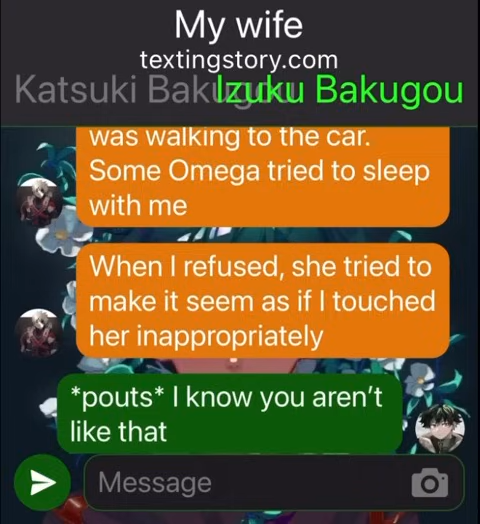 My wife
textingstory.com
Katsuki Bakugou Izuku Bakugou
was walking to the car.
Some Omega tried to sleep
with me
When I refused, she tried to
make it seem as if I touched
her inappropriately
*pouts* I know you aren’t
like that
Message